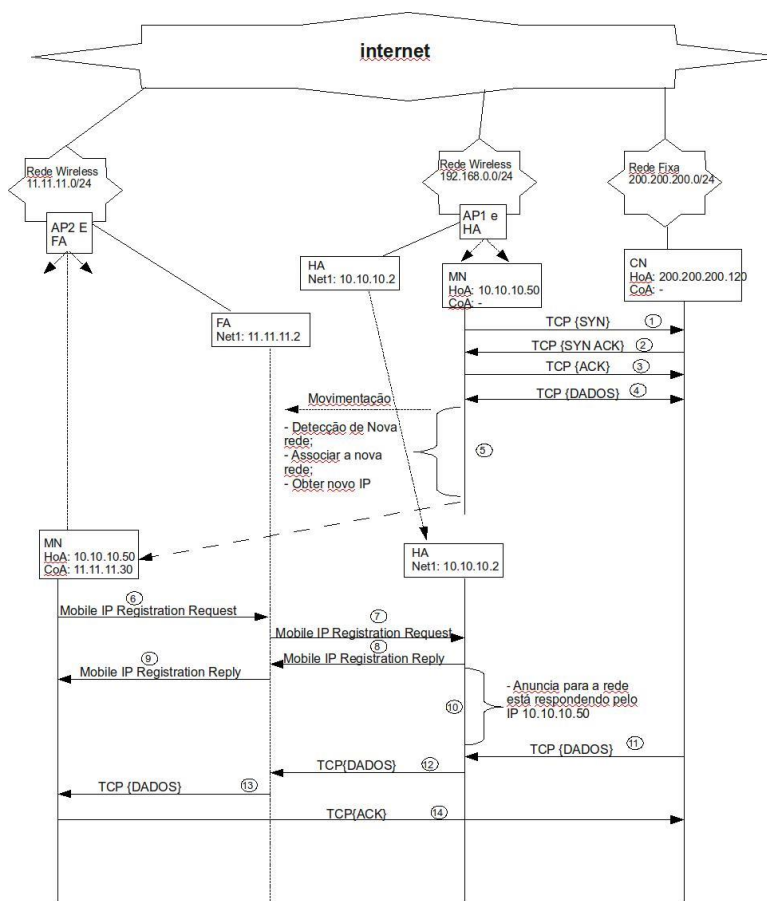 internet
Rede Wireless
11.11.11.0/24
Rede Wireless
192.168.0.0/24
Rede Fixa
200.200.200.0/24
AP2 E
FA
AP1 e
HA
HA
Net1: 10.10.10.2
MN
HoA: 10.10.10.50
CoA: -
CN
HoA: 200.200.200.120
CoA: -
FA
Net1: 11.11.11.2
TCP {SYN}
1
TCP {SYN ACK}
2
TCP {ACK}
3
TCP {DADOS}
4
Movimentação
- Detecção de Nova
rede;
- Associar a nova
rede;
- Obter novo IP
5
MN
HoA: 10.10.10.50
CoA: 11.11.11.30
HA
Net1: 10.10.10.2
6
Mobile IP Registration Request
7
Mobile IP Registration Request
8
Mobile IP Registration Reply
9
Mobile IP Registration Reply
10
- Anuncia para a rede
está respondendo pelo
IP 10.10.10.50
TCP {DADOS}
11
TCP{DADOS}
12
TCP {DADOS}
13
TCP{ACK}
14